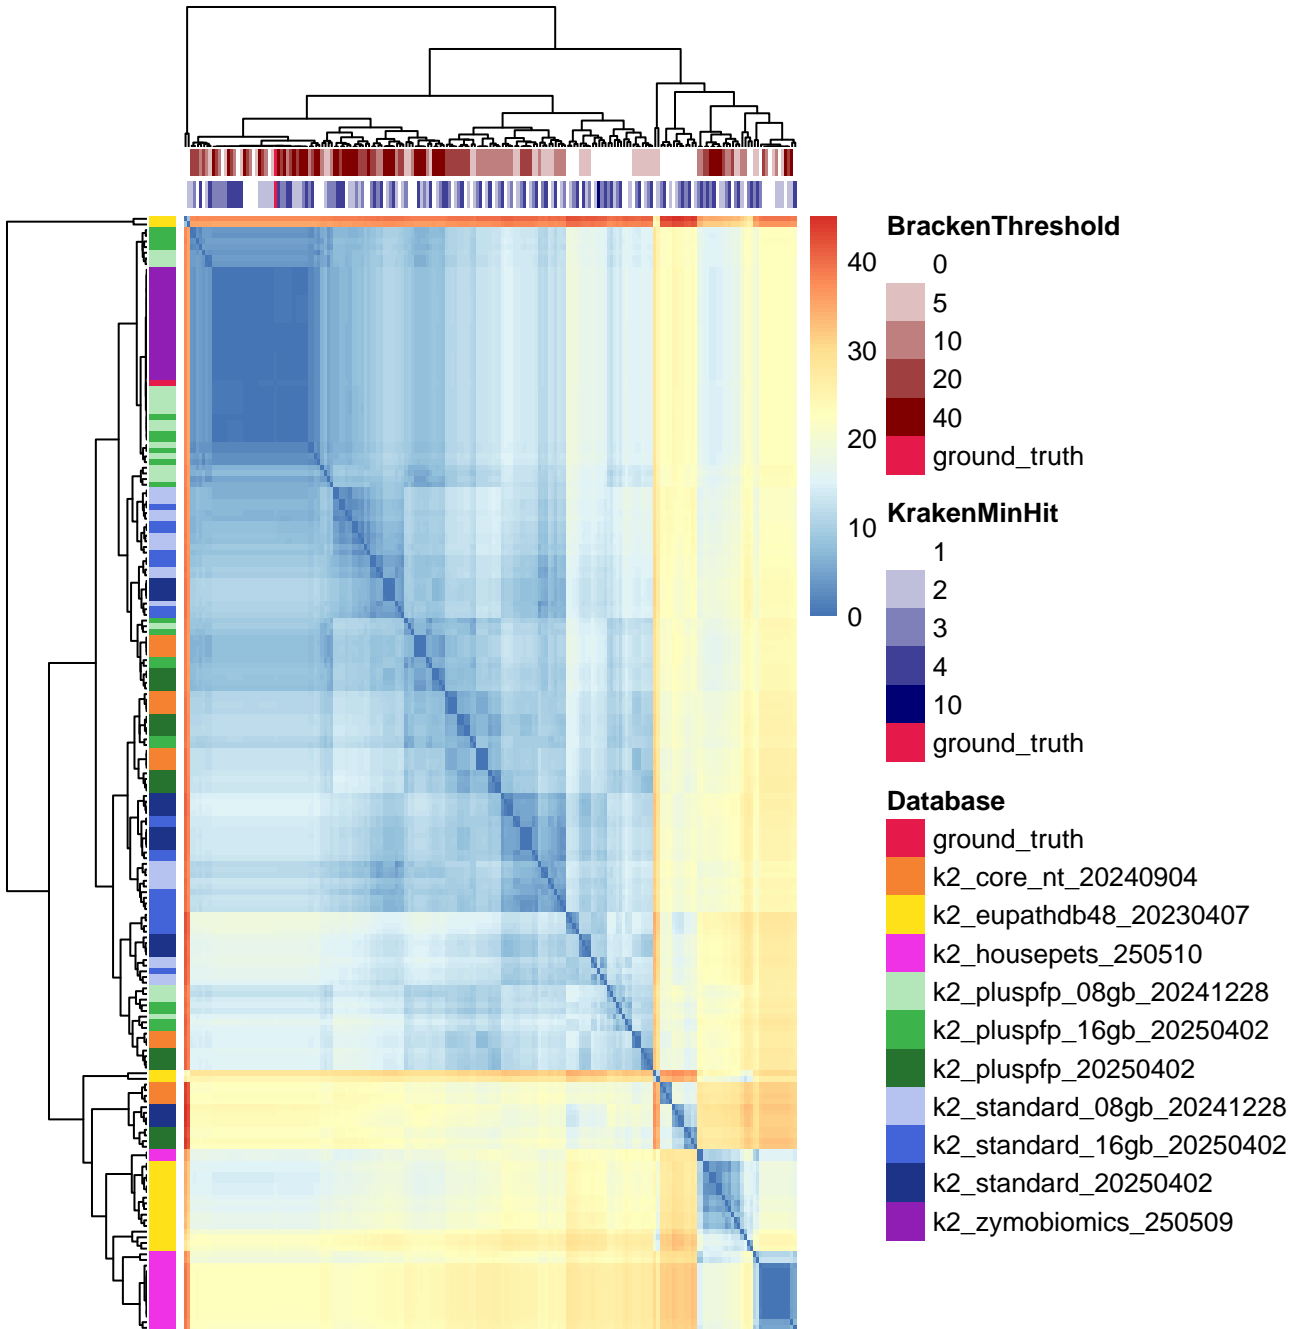 40
30
20
10
0
BrackenThreshold
0
5
10
20
40
ground_truth
KrakenMinHit
1
2
3
4
10
ground_truth
Database
ground_truth
k2_core_nt_20240904
k2_eupathdb48_20230407
k2_housepets_250510
k2_pluspfp_08gb_20241228
k2_pluspfp_16gb_20250402
k2_pluspfp_20250402
k2_standard_08gb_20241228
k2_standard_16gb_20250402
k2_standard_20250402
k2_zymobiomics_250509